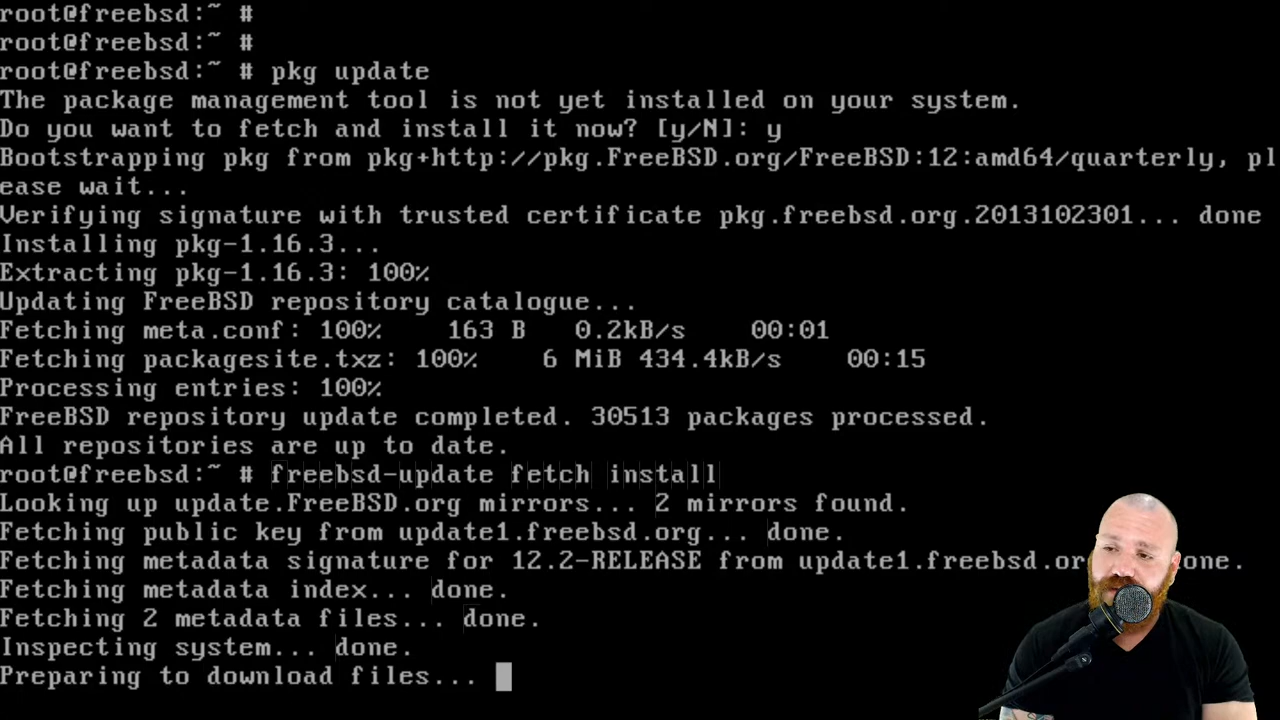 root@freebsd:~ #
root@freebsd:~ #
root@freebsd:~ # pkg update
The package management tool is not yet installed on your system.
Do you want to fetch and install it now? [y/N]: y
Bootstrapping pkg from pkg+http://pkg.FreeBSD.org/FreeBSD:12:amd64/quarterly, pl
ease wait...
Verifying signature with trusted certificate pkg.freebsd.org.2013102301... done
Installing pkg-1.16.3...
Extracting pkg-1.16.3: 100%
Updating FreeBSD repository catalogue...
Fetching meta.conf: 100%    163 B   0.2kB/s    00:01
Fetching packagesite.txz: 100%    6 MiB 434.4kB/s    00:15
Processing entries: 100%
FreeBSD repository update completed. 30513 packages processed.
All repositories are up to date.
root@freebsd:~ # freebsd-update fetch install
Looking up update.FreeBSD.org mirrors... 2 mirrors found.
Fetching public key from update1.freebsd.org... done.
Fetching metadata signature for 12.2-RELEASE from update1.freebsd.or
Fetching metadata index... done.
Fetching 2 metadata files... done.
Inspecting system... done.
Preparing to download files...